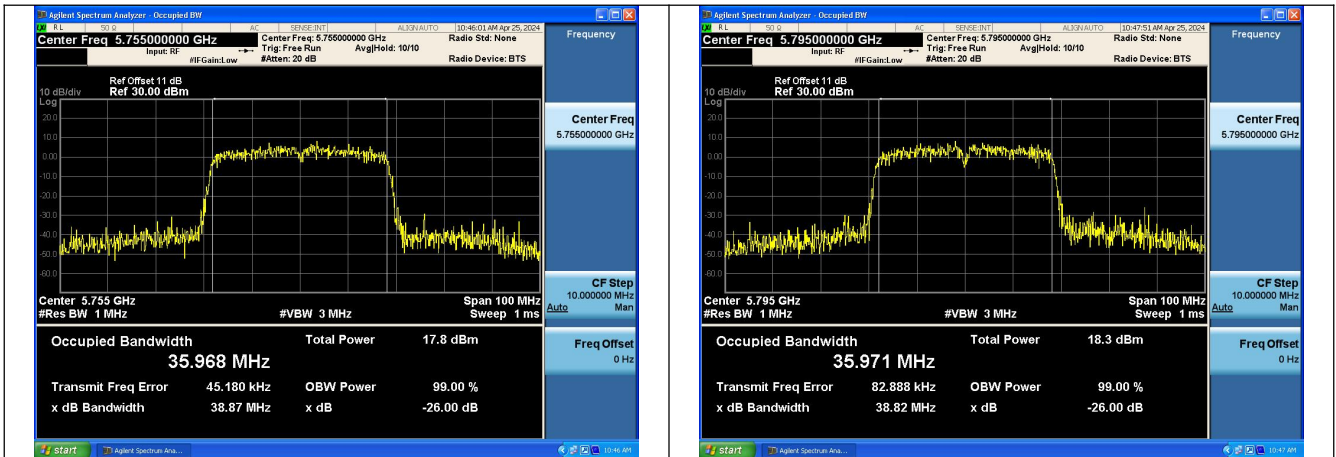 Agilent Spectrum Analyzer - Occupied BW
RL 50 Ω AC SENSE:INT ALIGN AUTO 10:46:01 AM Apr 25, 2024
Center Freq 5.755000000 GHz
Center Freq: 5.755000000 GHz
Radio Std: None
Input: RF
Trig: Free Run Avg|Hold: 10/10
#IFGain:Low #Atten: 20 dB Radio Device: BTS
Ref Offset 11 dB
10 dB/div Ref 30.00 dBm
Log
20.0
10.0
0.00
-10.0
-20.0
-30.0
-40.0
-50.0
-60.0
Center 5.755 GHz Span 100 MHz
#Res BW 1 MHz #VBW 3 MHz Sweep 1 ms
Occupied Bandwidth Total Power 17.8 dBm
35.968 MHz
Transmit Freq Error 45.180 kHz OBW Power 99.00 %
x dB Bandwidth 38.87 MHz x dB -26.00 dB
Frequency
Center Freq
5.755000000 GHz
CF Step
10.000000 MHz
Auto Man
Freq Offset
0 Hz
start Agilent Spectrum Ana... 10:46 AM
Agilent Spectrum Analyzer - Occupied BW
RL 50 Ω AC SENSE:INT ALIGN AUTO 10:47:51 AM Apr 25, 2024
Center Freq 5.795000000 GHz
Center Freq: 5.795000000 GHz
Radio Std: None
Input: RF
Trig: Free Run Avg|Hold: 10/10
#IFGain:Low #Atten: 20 dB Radio Device: BTS
Ref Offset 11 dB
10 dB/div Ref 30.00 dBm
Log
20.0
10.0
0.00
-10.0
-20.0
-30.0
-40.0
-50.0
-60.0
Center 5.795 GHz Span 100 MHz
#Res BW 1 MHz #VBW 3 MHz Sweep 1 ms
Occupied Bandwidth Total Power 18.3 dBm
35.971 MHz
Transmit Freq Error 82.888 kHz OBW Power 99.00 %
x dB Bandwidth 38.82 MHz x dB -26.00 dB
Frequency
Center Freq
5.795000000 GHz
CF Step
10.000000 MHz
Auto Man
Freq Offset
0 Hz
start Agilent Spectrum Ana... 10:47 AM